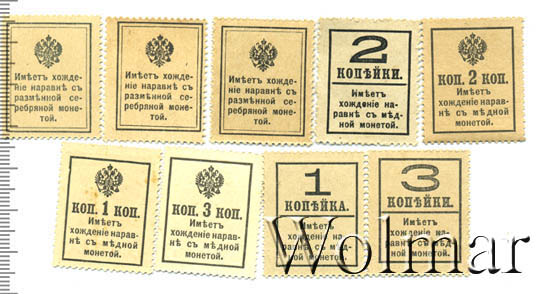 Имѣетъ хожде-
ніе наравнѣ съ
размѣнной се-
ребряной моне-
той.
Имѣетъ хожде-
ніе наравнѣ съ
размѣнной се-
ребряной моне-
той.
Имѣетъ хожде-
ніе наравнѣ съ
размѣнной се-
ребряной моне-
той.
2
КОПѢЙКИ.
Имѣетъ
хожденіе на-
равнѣ съ мѣд-
ной монетой.
КОП. 2 КОП.
Имѣетъ
хожденіе нарав-
нѣ съ мѣдной
монетой.
КОП. 1 КОП.
Имѣетъ
хожденіе нарав-
нѣ съ мѣдной
монетой.
КОП. 3 КОП.
Имѣетъ
хожденіе нарав-
нѣ съ мѣдной
монетой.
1
КОПѢЙКА.
Имѣетъ
хожденіе на-
равнѣ съ мѣд-
ной монетой.
3
КОПѢЙКИ.
Имѣетъ
хожденіе на-
равнѣ съ мѣд-
ной монетой.
Wolmar